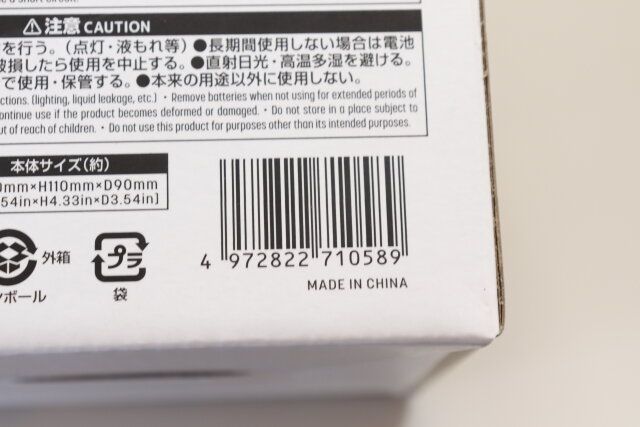 ⚠注意 CAUTION
を行う。(点灯・液もれ等)●長期間使用しない場合は電池
破損したら使用を中止する。●直射日光・高温多湿を避ける。
で使用・保管する。●本来の用途以外に使用しない。
ctions. (lighting, liquid leakage, etc.) • Remove batteries when not using for extended periods of
continue use if the product becomes deformed or damaged. • Do not store in a place subject to
out of reach of children. • Do not use this product for purposes other than its intended purposes.
本体サイズ(約)
0mm×H110mm×D90mm
54in×H4.33in×D3.54in)
外箱
ンボール
プラ
袋
4 972822 710589
MADE IN CHINA